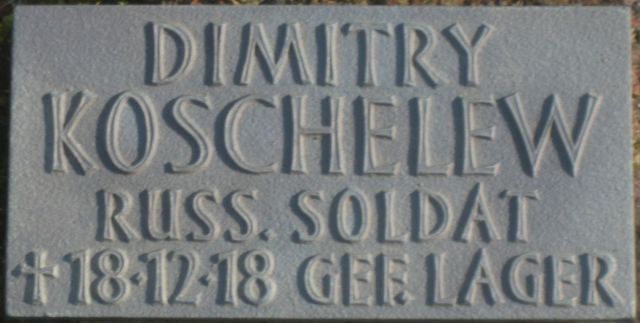 DIMITRY
KOSCHELEW
RUSS. SOLDAT
✝18·12·18 GEF. LAGER